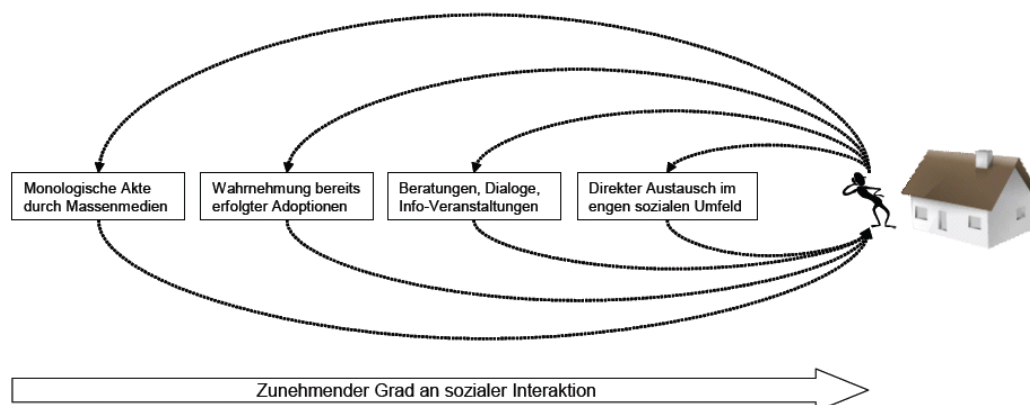 Monologische Akte
durch Massenmedien
Wahrnehmung bereits
erfolgter Adoptionen
Beratungen, Dialoge,
Info-Veranstaltungen
Direkter Austausch im
engen sozialen Umfeld
Zunehmender Grad an sozialer Interaktion